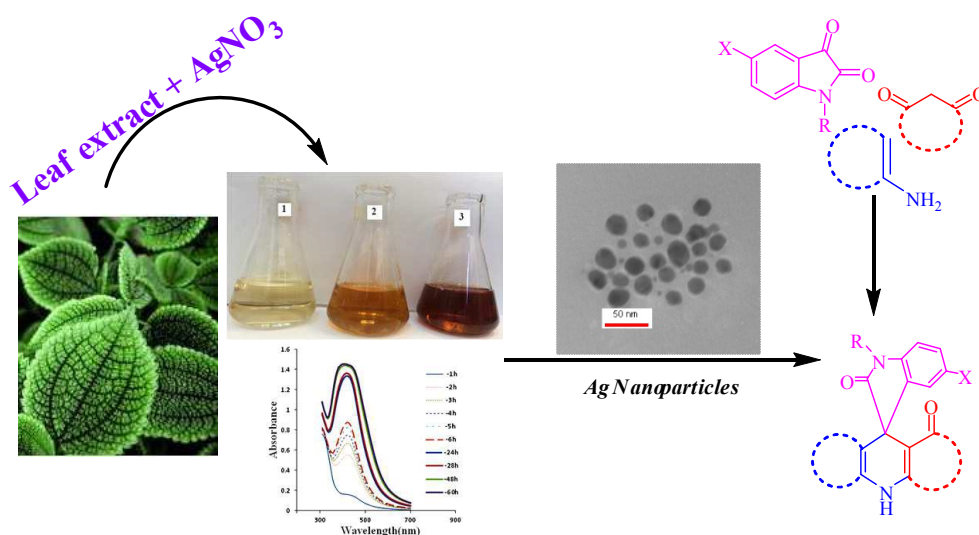 Leaf extract + AgNO3
1
2
3
50 nm
Ag Nanoparticles
Absorbance
1.6
1.4
1.2
1
0.8
0.6
0.4
0.2
0
300
500
700
900
Wavelength(nm)
-1h
-2h
-3h
-4h
-5h
-6h
-24h
-28h
-48h
-60h
X
O
O
N
R
O
O
NH2
R
N
O
X
O
N
H